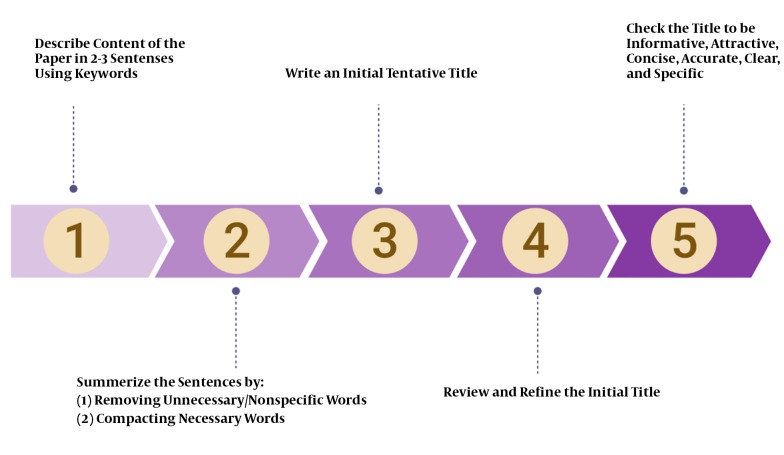 Describe Content of the
Paper in 2-3 Sentences
Using Keywords
Write an Initial Tentative Title
Check the Title to be
Informative, Attractive,
Concise, Accurate, Clear,
and Specific
1
2
3
4
5
Summerize the Sentences by:
(1) Removing Unnecessary/Nonspecific Words
(2) Compacting Necessary Words
Review and Refine the Initial Title